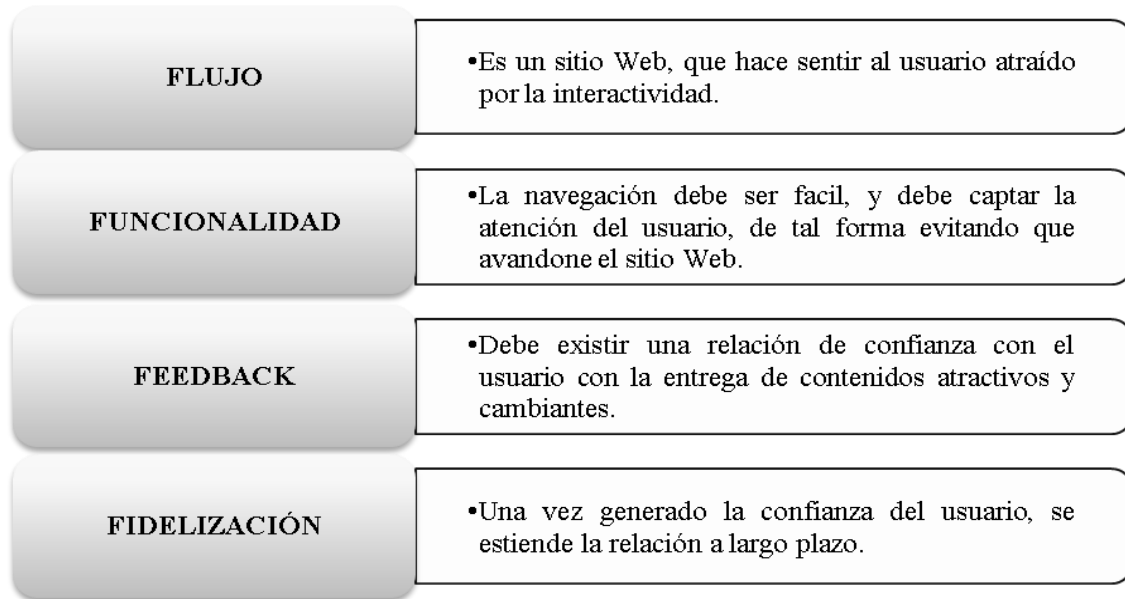 FLUJO
•Es un sitio Web, que hace sentir al usuario atraído
por la interactividad.
FUNCIONALIDAD
•La navegación debe ser facil, y debe captar la
atención del usuario, de tal forma evitando que
avandone el sitio Web.
FEEDBACK
•Debe existir una relación de confianza con el
usuario con la entrega de contenidos atractivos y
cambiantes.
FIDELIZACIÓN
•Una vez generado la confianza del usuario, se
estiende la relación a largo plazo.